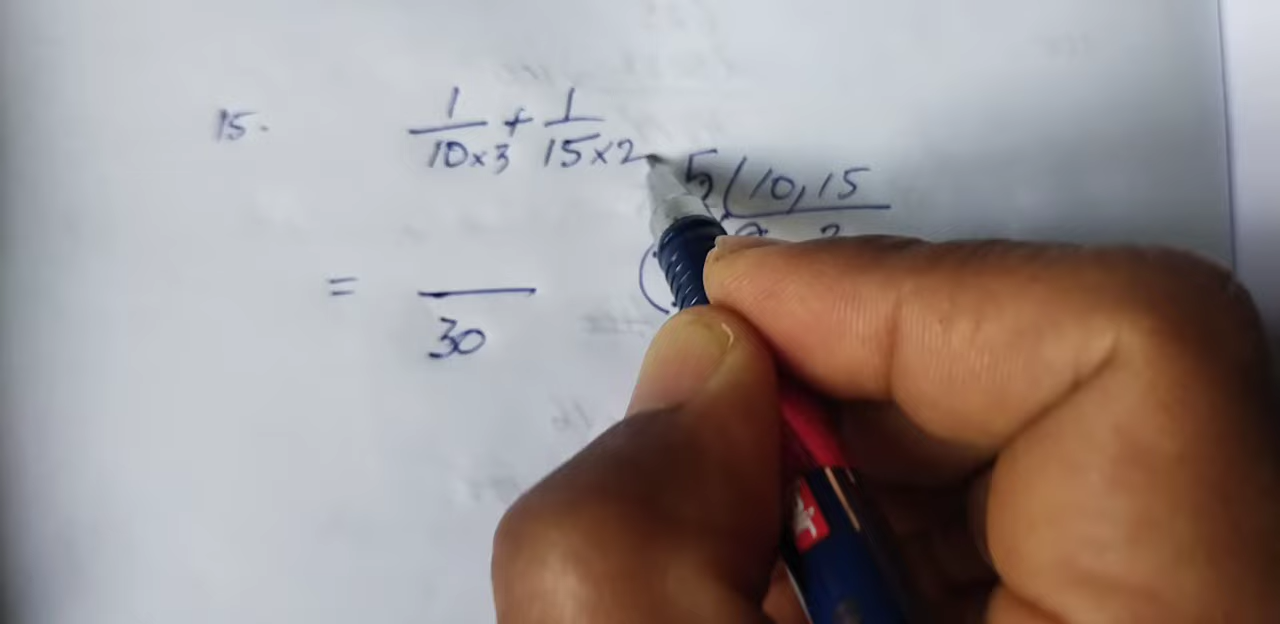 15. 1/10×3 + 1/15×2
5(10,15
= —/30